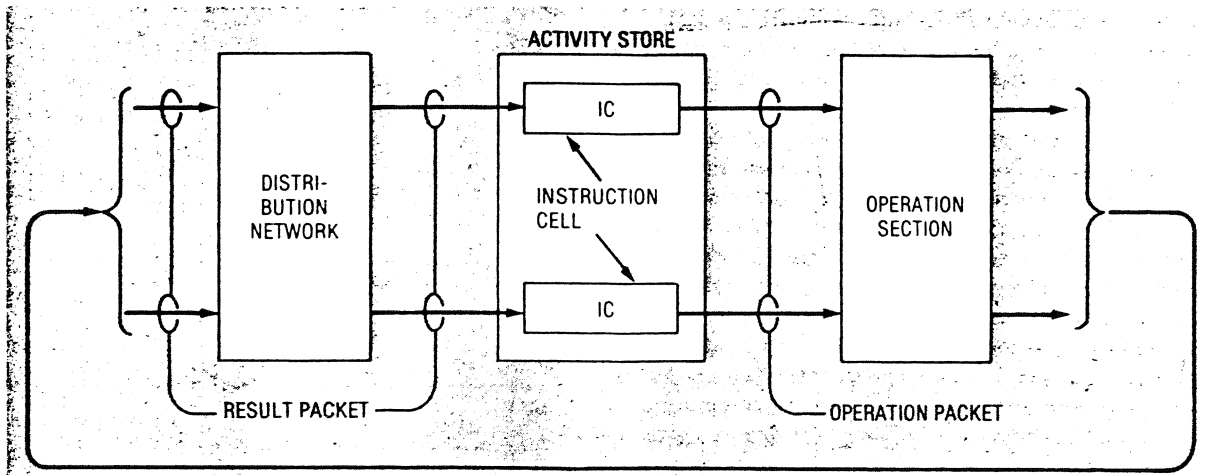 ACTIVITY STORE
IC
DISTRI-
BUTION
NETWORK
INSTRUCTION
CELL
OPERATION
SECTION
IC
RESULT PACKET
OPERATION PACKET